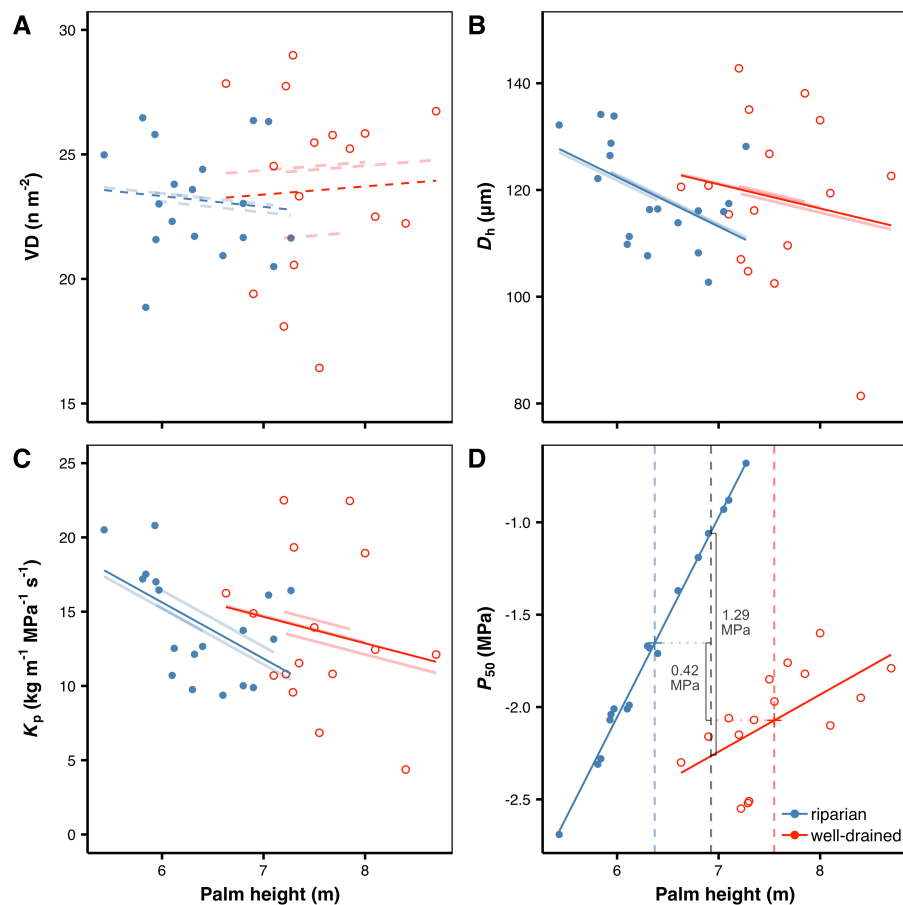 A
30
25
20
15
VD (n m⁻²)
B
140
120
100
80
Dₕ (µm)
C
25
20
15
10
5
0
Kₚ (kg m⁻¹ MPa⁻¹ s⁻¹)
6
7
8
Palm height (m)
D
-1.0
-1.5
-2.0
-2.5
P₅₀ (MPa)
1.29
MPa
0.42
MPa
riparian
well-drained
6
7
8
Palm height (m)